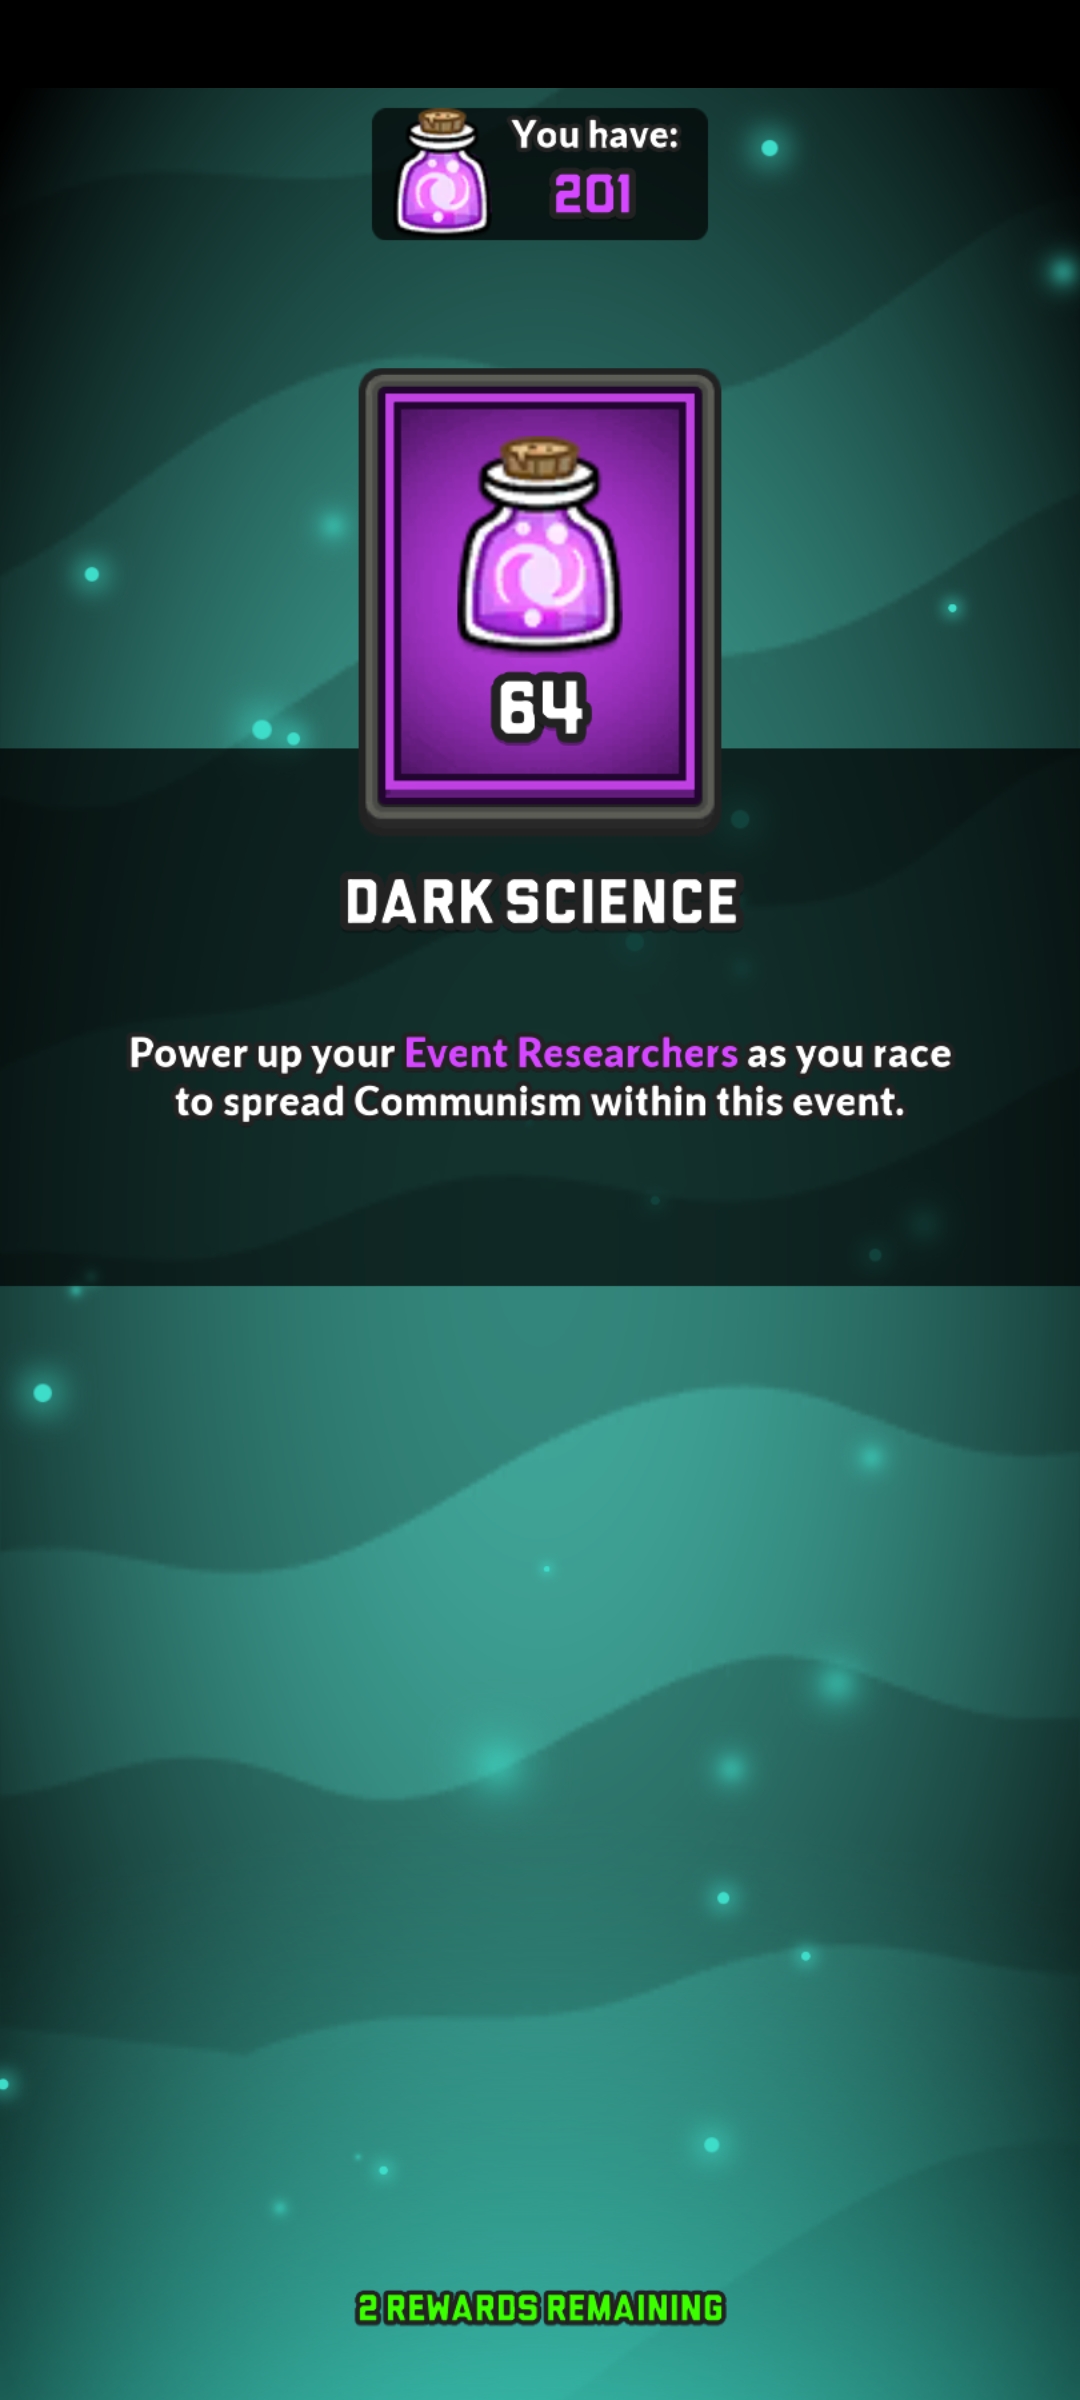 You have:
201
64
DARK SCIENCE
Power up your Event Researchers as you race
to spread Communism within this event.
2 REWARDS REMAINING